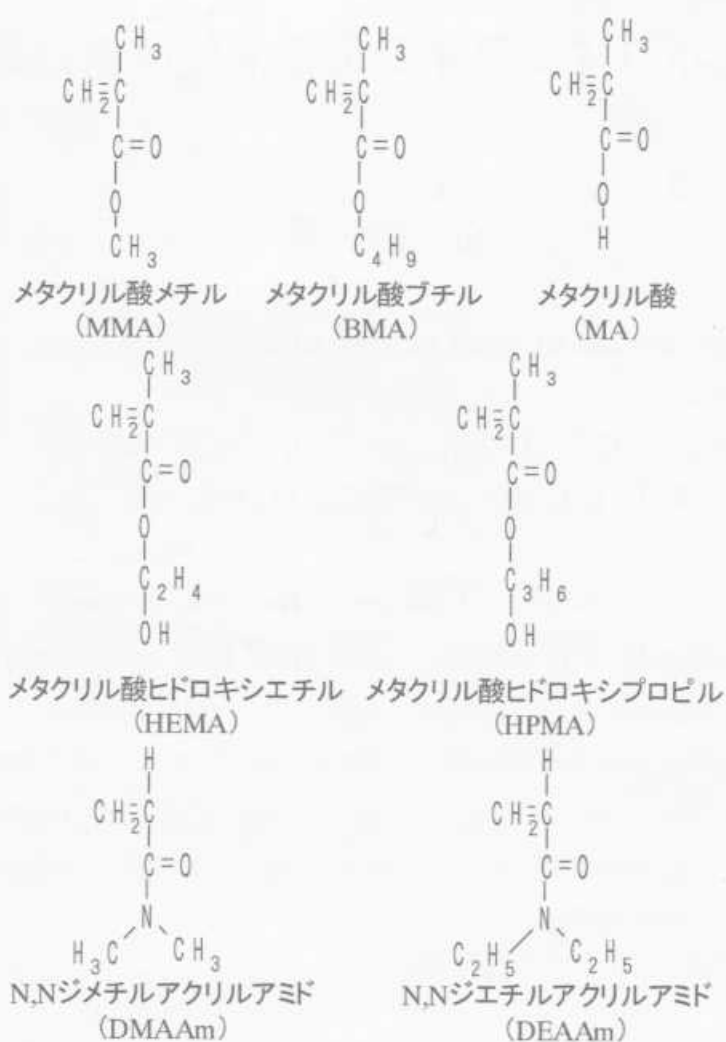 CH3
CH2=C
C=O
O
CH3
メタクリル酸メチル
(MMA)
CH3
CH2=C
C=O
O
C4H9
メタクリル酸ブチル
(BMA)
CH3
CH2=C
C=O
O
H
メタクリル酸
(MA)
CH3
CH2=C
C=O
O
C2H4
OH
メタクリル酸ヒドロキシエチル
(HEMA)
CH3
CH2=C
C=O
O
C3H6
OH
メタクリル酸ヒドロキシプロピル
(HPMA)
H
CH2=C
C=O
N
H3C CH3
N,Nジメチルアクリルアミド
(DMAAm)
H
CH2=C
C=O
N
C2H5 C2H5
N,Nジエチルアクリルアミド
(DEAAm)